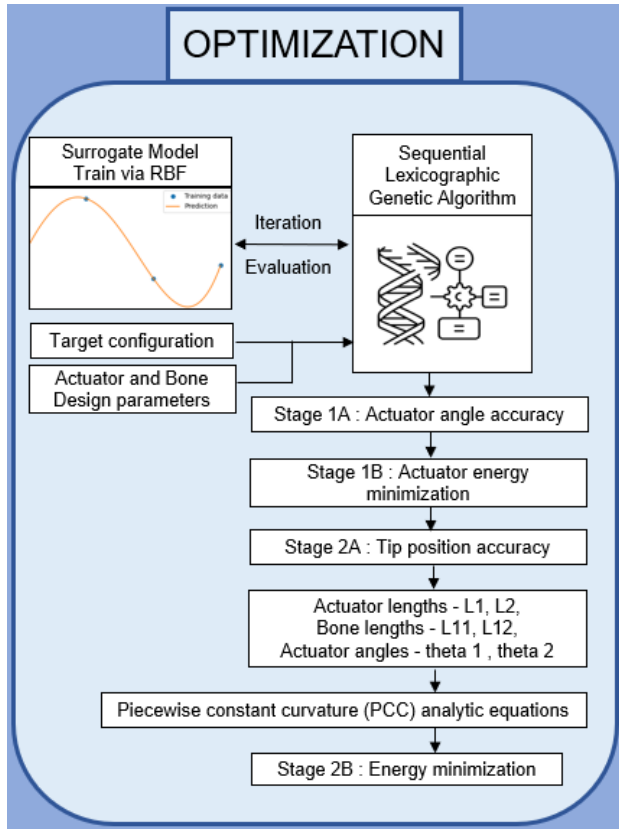 OPTIMIZATION
Surrogate Model
Train via RBF
Training data
Prediction
Sequential
Lexicographic
Genetic Algorithm
Iteration
Evaluation
C
Target configuration
Actuator and Bone
Design parameters
Stage 1A : Actuator angle accuracy
Stage 1B : Actuator energy
minimization
Stage 2A : Tip position accuracy
Actuator lengths - L1, L2,
Bone lengths - L11, L12,
Actuator angles - theta 1 , theta 2
Piecewise constant curvature (PCC) analytic equations
Stage 2B : Energy minimization